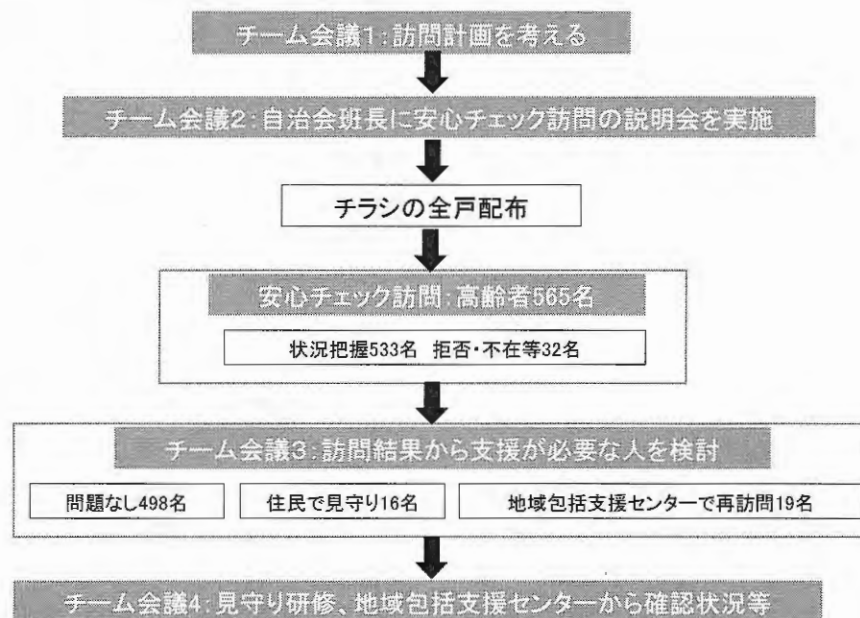 チーム会議1:訪問計画を考える
チーム会議2:自治会班長に安心チェック訪問の説明会を実施
チラシの全戸配布
安心チェック訪問:高齢者565名
状況把握533名 拒否・不在等32名
チーム会議3:訪問結果から支援が必要な人を検討
問題なし498名
住民で見守り16名
地域包括支援センターで再訪問19名
チーム会議4:見守り研修、地域包括支援センターから確認状況等